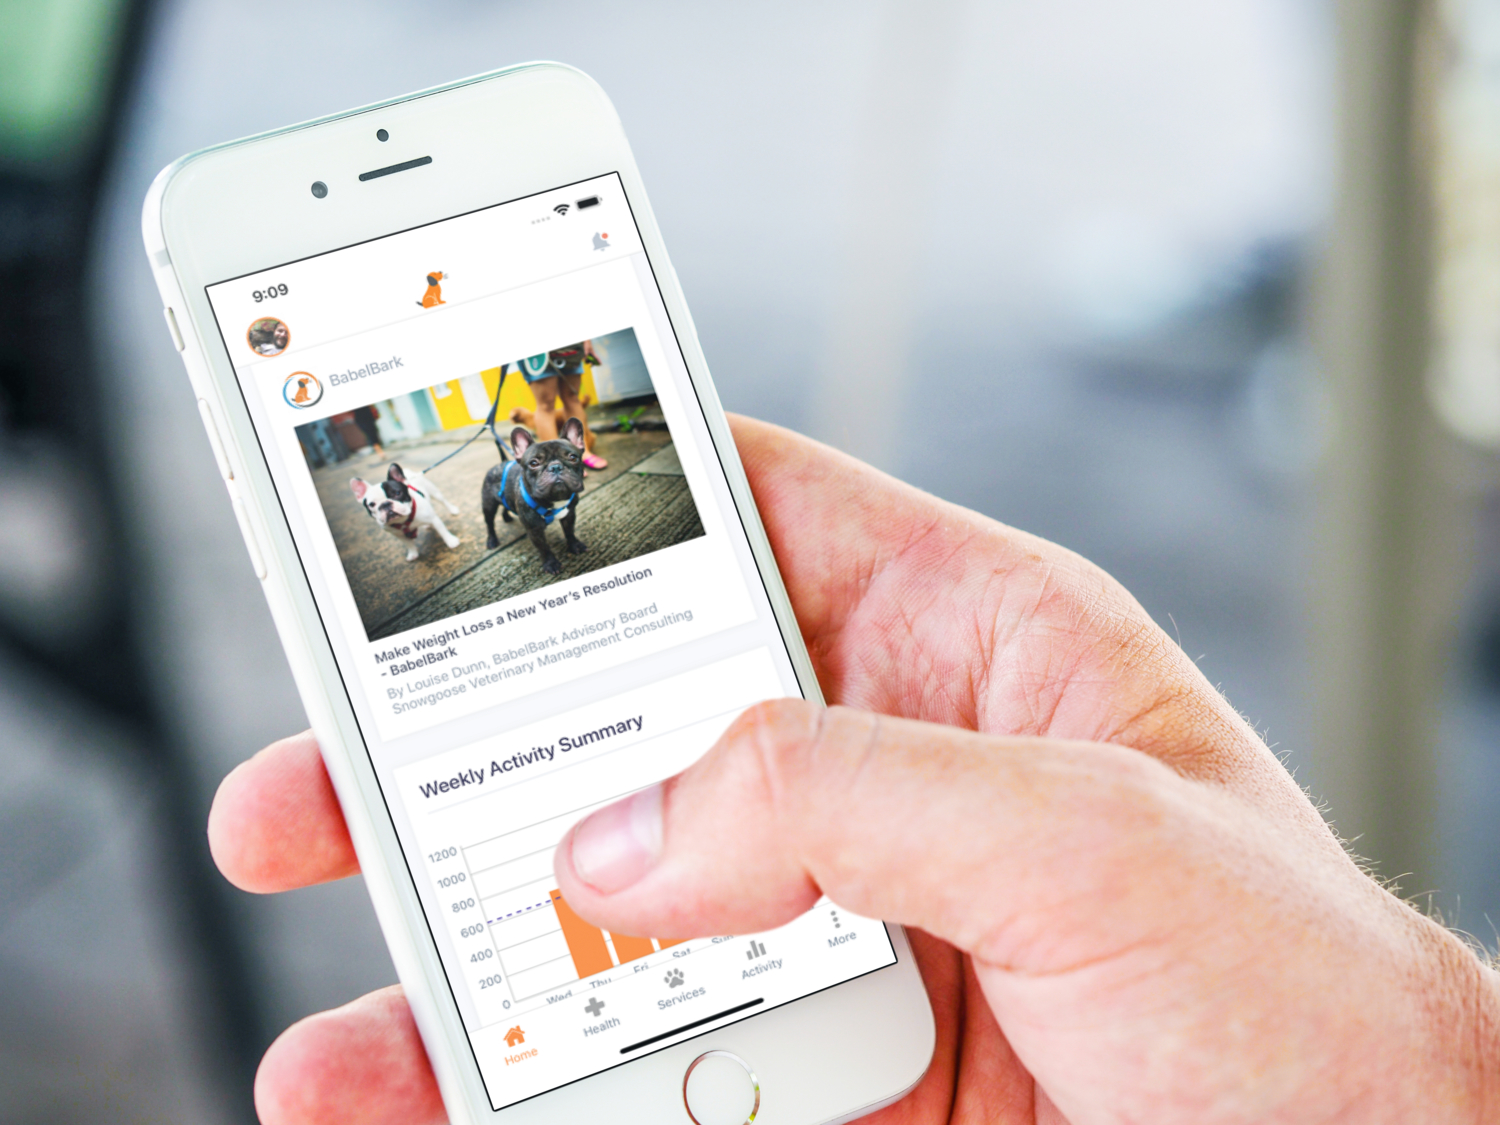 9:09
BabelBark
Make Weight Loss a New Year's Resolution
- BabelBark
By Louise Dunn, BabelBark Advisory Board
Snowgoose Veterinary Management Consulting
Weekly Activity Summary
1200
1000
800
600
400
200
0
Wed
Thu
Fri
Sat
Sun
Home
Health
Services
Activity
More